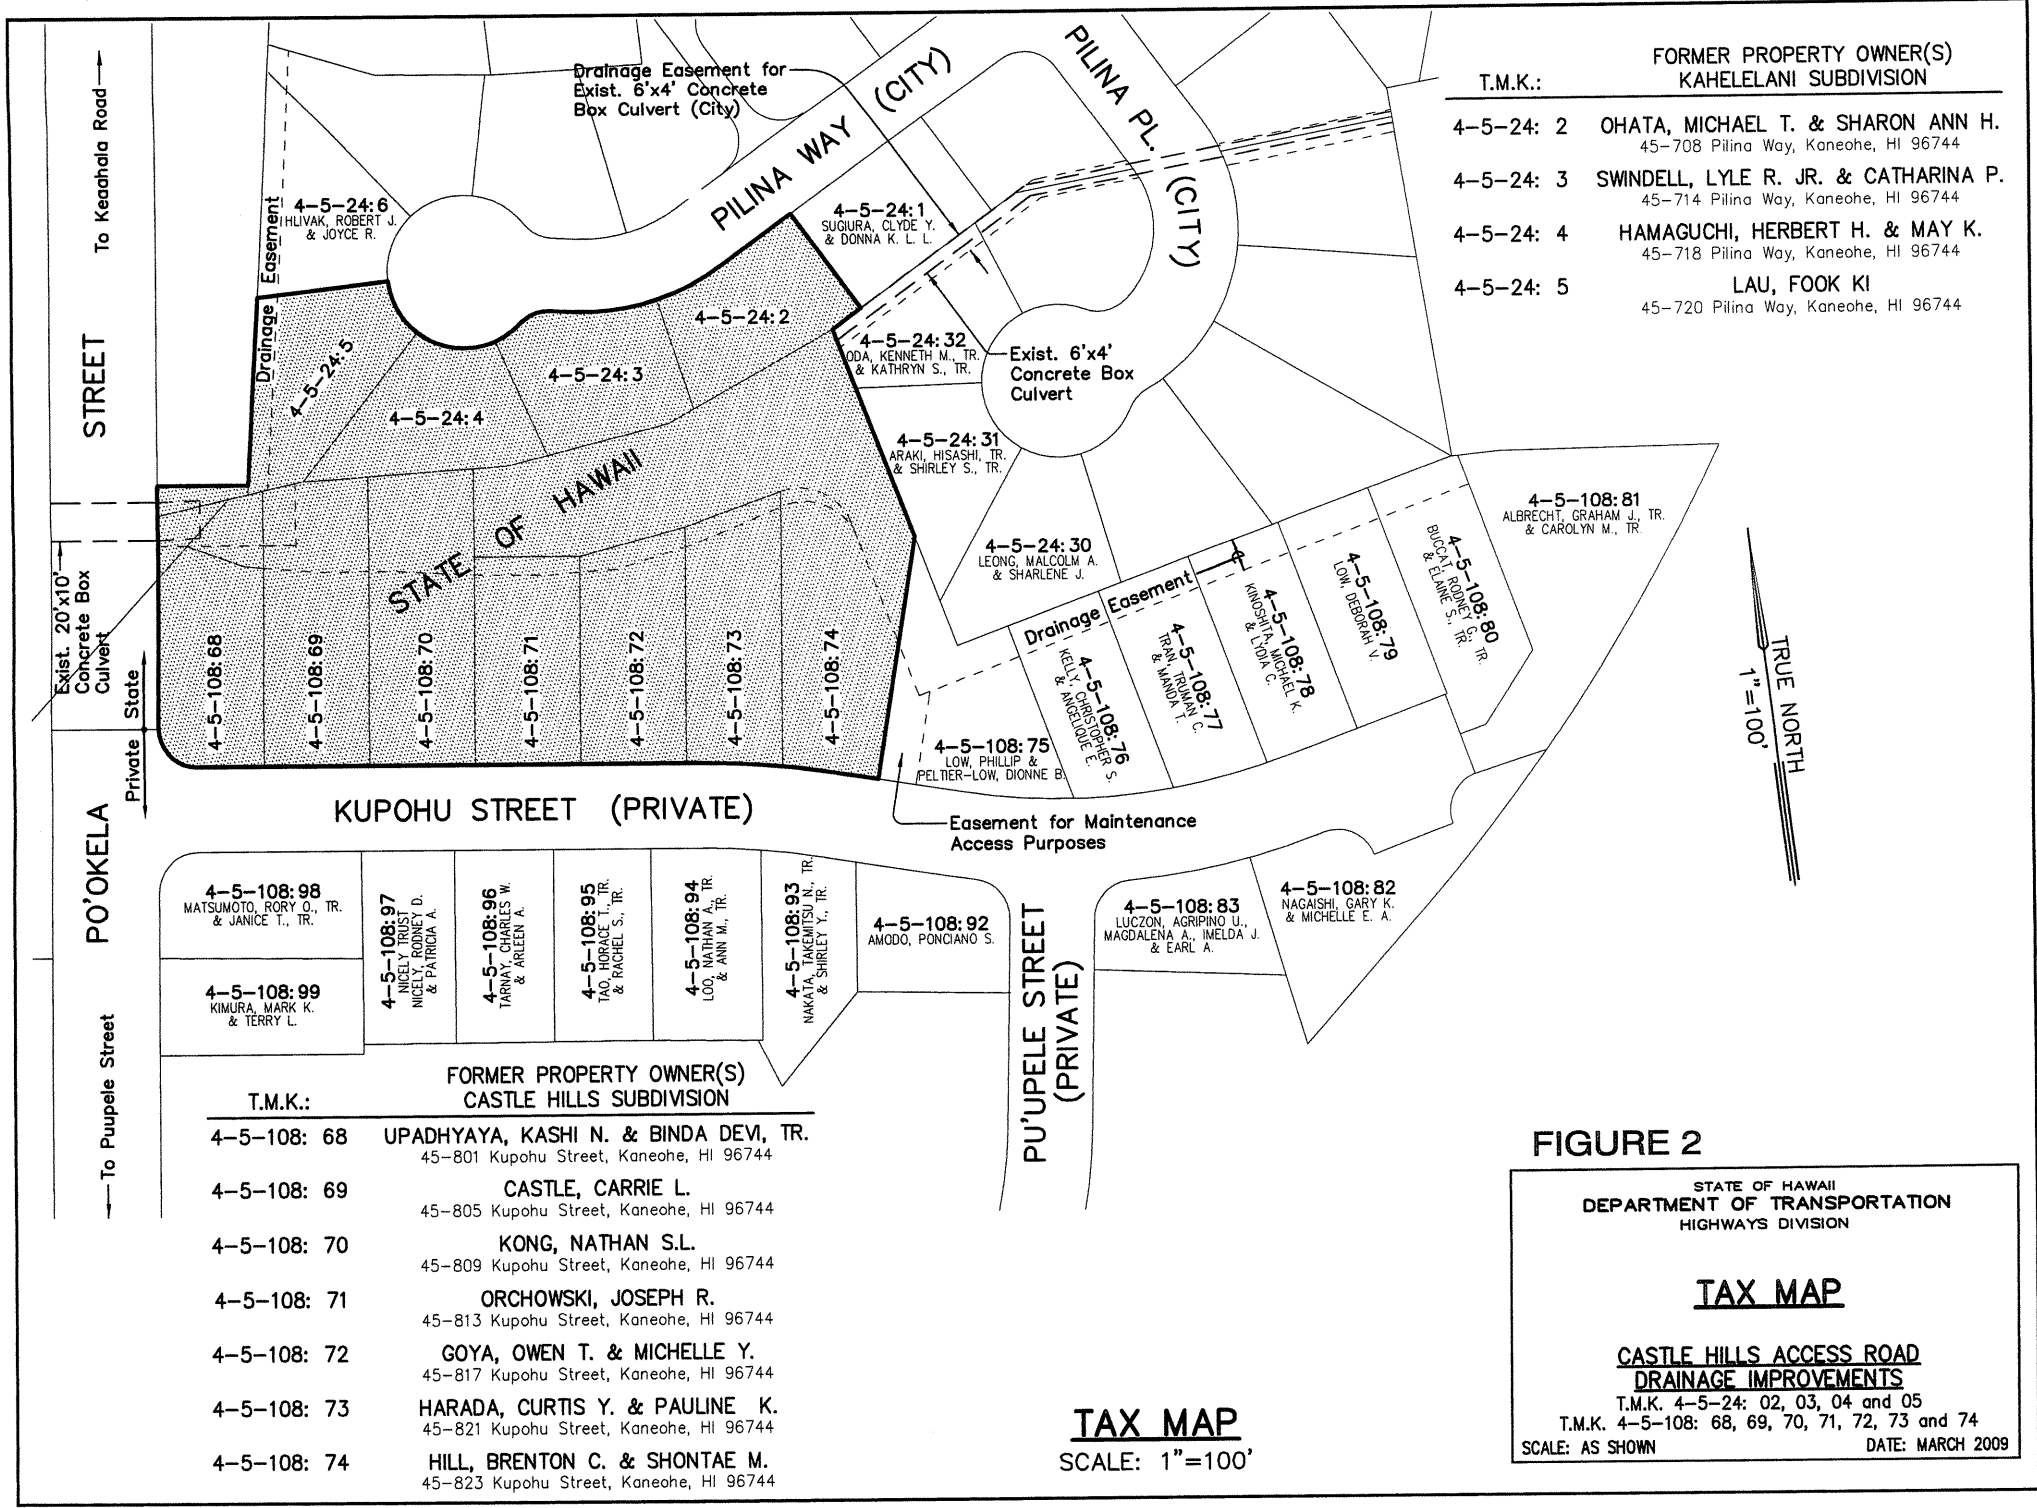 Drainage Easement for
Exist. 6'x4' Concrete
Box Culvert (City)
PILINA WAY (CITY)
PILINA PL. (CITY)
FORMER PROPERTY OWNER(S)
T.M.K.: KAHELELANI SUBDIVISION
4-5-24: 2 OHATA, MICHAEL T. & SHARON ANN H.
45-708 Pilina Way, Kaneohe, HI 96744
4-5-24: 3 SWINDELL, LYLE R. JR. & CATHARINA P.
45-714 Pilina Way, Kaneohe, HI 96744
4-5-24: 4 HAMAGUCHI, HERBERT H. & MAY K.
45-718 Pilina Way, Kaneohe, HI 96744
4-5-24: 5 LAU, FOOK KI
45-720 Pilina Way, Kaneohe, HI 96744
To Keaahala Road
STREET
Drainage Easement
4-5-24:6
HLIVAK, ROBERT J.
& JOYCE R.
4-5-24:1
SUGIURA, CLYDE Y.
& DONNA K. L. L.
4-5-24:5
4-5-24:4
4-5-24:3
4-5-24:2
4-5-24:32
ODA, KENNETH M., TR.
& KATHRYN S., TR.
Exist. 6'x4'
Concrete Box
Culvert
4-5-24:31
ARAKI, HISASHI, TR.
& SHIRLEY S., TR.
4-5-24:30
LEONG, MALCOLM A.
& SHARLENE J.
STATE OF HAWAII
Exist. 20'x10'
Concrete Box
Culvert
State
Private
4-5-108:68
4-5-108:69
4-5-108:70
4-5-108:71
4-5-108:72
4-5-108:73
4-5-108:74
Drainage Easement
4-5-108:75
LOW, PHILLIP &
PELTIER-LOW, DIONNE B.
4-5-108:76
KELLY, CHRISTOPHER S.
& ANGELIQUE E.
4-5-108:77
TRAN, TRUMAN C.
& MANDA T.
4-5-108:78
KINOSHITA, MICHAEL K.
& LYDIA C.
4-5-108:79
LOW, DEBORAH V.
4-5-108:80
BUCCAT, RODNEY G., TR.
& ELAINE S., TR.
4-5-108:81
ALBRECHT, GRAHAM J., TR.
& CAROLYN M., TR.
TRUE NORTH
1"=100'
KUPOHU STREET (PRIVATE)
Easement for Maintenance
Access Purposes
PO'OKELA
To Puupele Street
4-5-108:98
MATSUMOTO, RORY O., TR.
& JANICE T., TR.
4-5-108:99
KIMURA, MARK K.
& TERRY L.
4-5-108:97
NICELY TRUST
NICELY, RODNEY D.
& PATRICIA A.
4-5-108:96
TARNAY, CHARLES W.
& ARLEEN A.
4-5-108:95
TAO, HORACE T., TR.
& RACHEL S., TR.
4-5-108:94
LOO, NATHAN A., TR.
& ANN M., TR.
4-5-108:93
NAKATA, TAKEMITSU N., TR.
& SHIRLEY Y., TR.
4-5-108:92
AMODO, PONCIANO S.
PU'UPELE STREET
(PRIVATE)
4-5-108:83
LUCZON, AGRIPINO U.,
MAGDALENA A., IMELDA J.
& EARL A.
4-5-108:82
NAGAISHI, GARY K.
& MICHELLE E. A.
FORMER PROPERTY OWNER(S)
T.M.K.: CASTLE HILLS SUBDIVISION
4-5-108: 68 UPADHYAYA, KASHI N. & BINDA DEVI, TR.
45-801 Kupohu Street, Kaneohe, HI 96744
4-5-108: 69 CASTLE, CARRIE L.
45-805 Kupohu Street, Kaneohe, HI 96744
4-5-108: 70 KONG, NATHAN S.L.
45-809 Kupohu Street, Kaneohe, HI 96744
4-5-108: 71 ORCHOWSKI, JOSEPH R.
45-813 Kupohu Street, Kaneohe, HI 96744
4-5-108: 72 GOYA, OWEN T. & MICHELLE Y.
45-817 Kupohu Street, Kaneohe, HI 96744
4-5-108: 73 HARADA, CURTIS Y. & PAULINE K.
45-821 Kupohu Street, Kaneohe, HI 96744
4-5-108: 74 HILL, BRENTON C. & SHONTAE M.
45-823 Kupohu Street, Kaneohe, HI 96744
TAX MAP
SCALE: 1"=100'
FIGURE 2
STATE OF HAWAII
DEPARTMENT OF TRANSPORTATION
HIGHWAYS DIVISION
TAX MAP
CASTLE HILLS ACCESS ROAD
DRAINAGE IMPROVEMENTS
T.M.K. 4-5-24: 02, 03, 04 and 05
T.M.K. 4-5-108: 68, 69, 70, 71, 72, 73 and 74
SCALE: AS SHOWN DATE: MARCH 2009